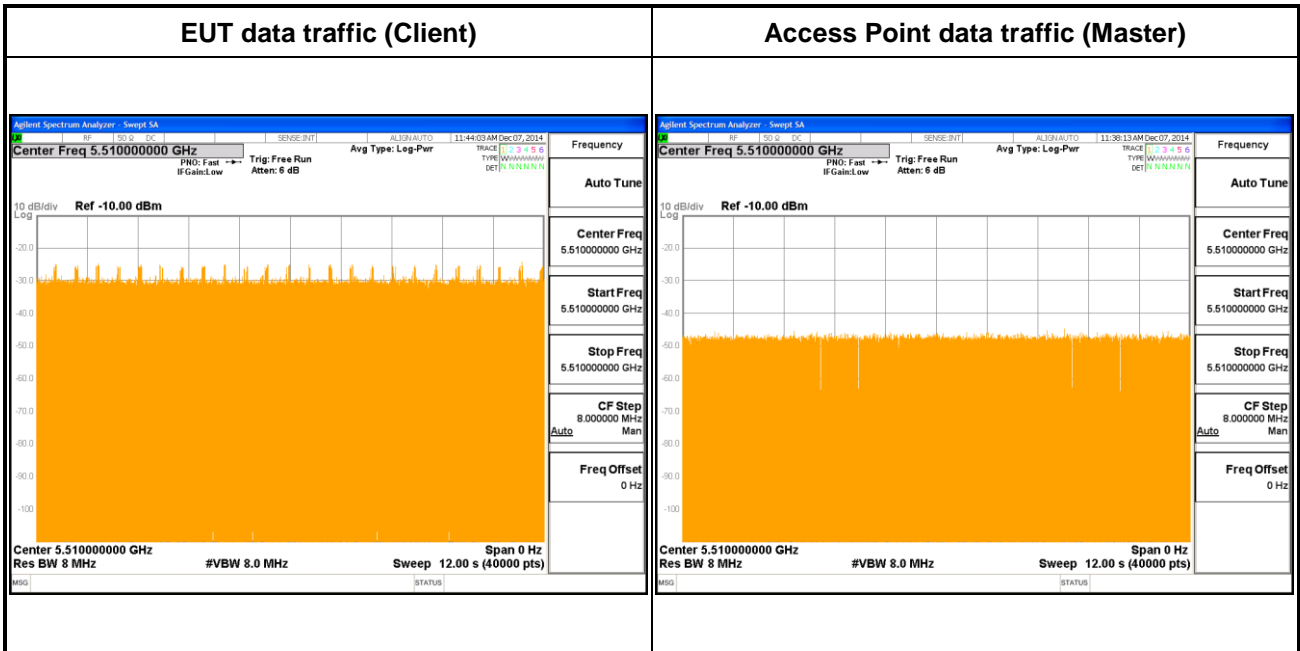 EUT data traffic (Client)
Access Point data traffic (Master)
Agilent Spectrum Analyzer - Swept SA
RF 50 Ω DC SENSE:INT ALIGNAUTO 11:44:03 AM Dec 07, 2014
Center Freq 5.510000000 GHz
PNO: Fast
IFGain:Low
Trig: Free Run
Atten: 6 dB
Avg Type: Log-Pwr
TRACE 1 2 3 4 5 6
TYPE W
DET N N N N N N
10 dB/div Ref -10.00 dBm
Log
-20.0
-30.0
-40.0
-50.0
-60.0
-70.0
-80.0
-90.0
-100
Center 5.510000000 GHz Span 0 Hz
Res BW 8 MHz #VBW 8.0 MHz Sweep 12.00 s (40000 pts)
MSG STATUS
Frequency
Auto Tune
Center Freq
5.510000000 GHz
Start Freq
5.510000000 GHz
Stop Freq
5.510000000 GHz
CF Step
8.000000 MHz
Auto Man
Freq Offset
0 Hz
Agilent Spectrum Analyzer - Swept SA
RF 50 Ω DC SENSE:INT ALIGNAUTO 11:38:13 AM Dec 07, 2014
Center Freq 5.510000000 GHz
PNO: Fast
IFGain:Low
Trig: Free Run
Atten: 6 dB
Avg Type: Log-Pwr
TRACE 1 2 3 4 5 6
TYPE W
DET N N N N N N
10 dB/div Ref -10.00 dBm
Log
-20.0
-30.0
-40.0
-50.0
-60.0
-70.0
-80.0
-90.0
-100
Center 5.510000000 GHz Span 0 Hz
Res BW 8 MHz #VBW 8.0 MHz Sweep 12.00 s (40000 pts)
MSG STATUS
Frequency
Auto Tune
Center Freq
5.510000000 GHz
Start Freq
5.510000000 GHz
Stop Freq
5.510000000 GHz
CF Step
8.000000 MHz
Auto Man
Freq Offset
0 Hz